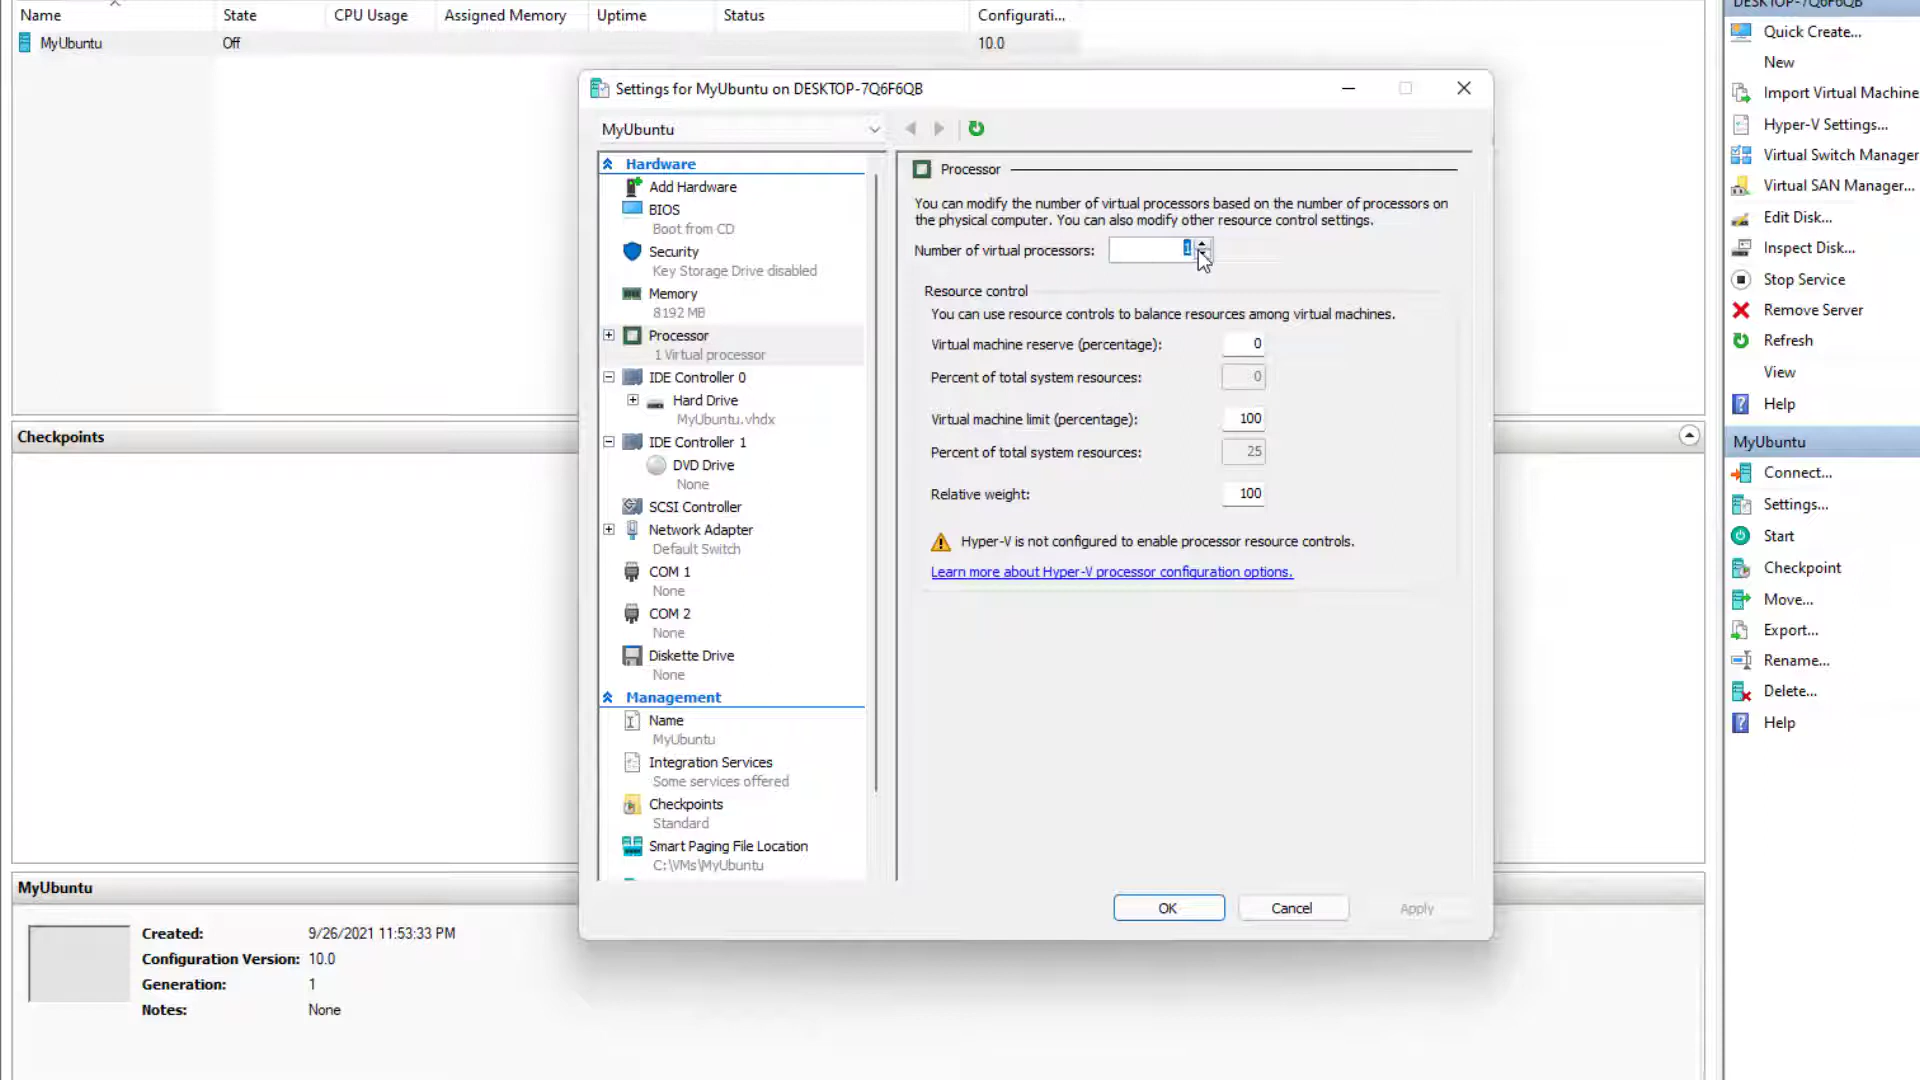 Name State CPU Usage Assigned Memory Uptime Status Configurati...
MyUbuntu Off 10.0
Checkpoints
MyUbuntu
Created: 9/26/2021 11:53:33 PM
Configuration Version: 10.0
Generation: 1
Notes: None
Settings for MyUbuntu on DESKTOP-7Q6F6QB
MyUbuntu
Hardware
Add Hardware
BIOS
Boot from CD
Security
Key Storage Drive disabled
Memory
8192 MB
Processor
1 Virtual processor
IDE Controller 0
Hard Drive
MyUbuntu.vhdx
IDE Controller 1
DVD Drive
None
SCSI Controller
Network Adapter
Default Switch
COM 1
None
COM 2
None
Diskette Drive
None
Management
Name
MyUbuntu
Integration Services
Some services offered
Checkpoints
Standard
Smart Paging File Location
C:\VMs\MyUbuntu
Processor
You can modify the number of virtual processors based on the number of processors on
the physical computer. You can also modify other resource control settings.
Number of virtual processors: 1
Resource control
You can use resource controls to balance resources among virtual machines.
Virtual machine reserve (percentage): 0
Percent of total system resources: 0
Virtual machine limit (percentage): 100
Percent of total system resources: 25
Relative weight: 100
Hyper-V is not configured to enable processor resource controls.
Learn more about Hyper-V processor configuration options.
OK Cancel Apply
DESKTOP-7Q6F6QB
Quick Create...
New
Import Virtual Machine
Hyper-V Settings...
Virtual Switch Manager
Virtual SAN Manager...
Edit Disk...
Inspect Disk...
Stop Service
Remove Server
Refresh
View
Help
MyUbuntu
Connect...
Settings...
Start
Checkpoint
Move...
Export...
Rename...
Delete...
Help